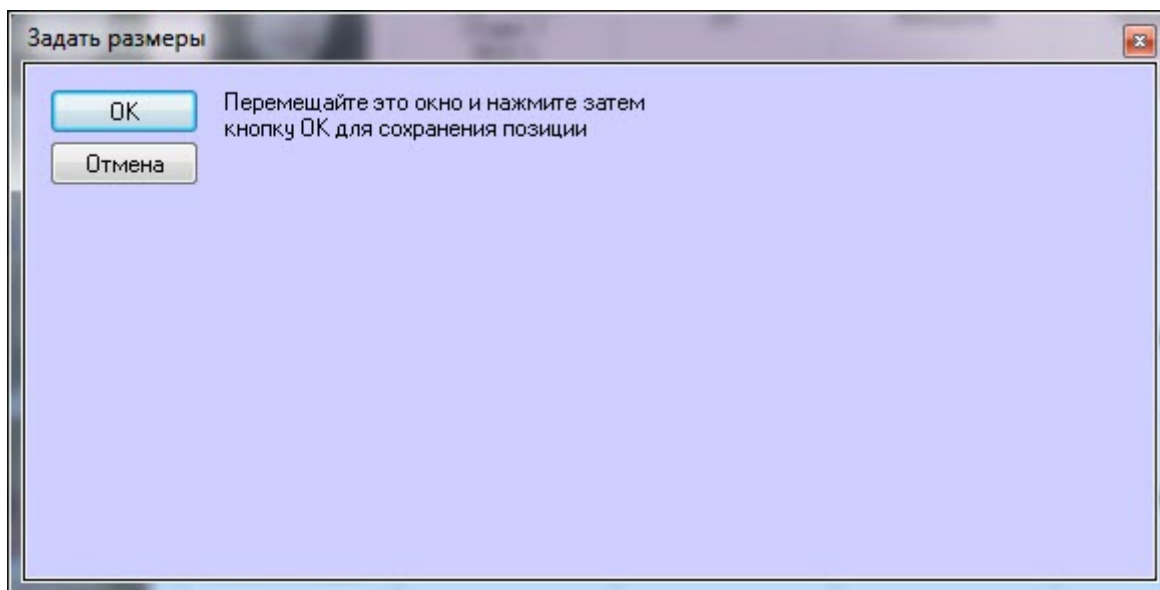 Задать размеры
OK
Перемещайте это окно и нажмите затем
кнопку OK для сохранения позиции
Отмена